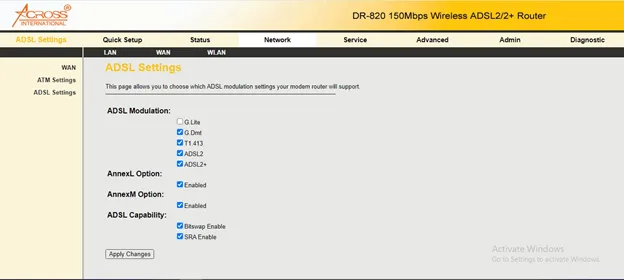 ACROSS
INTERNATIONAL
DR-820 150Mbps Wireless ADSL2/2+ Router
ADSL Settings
Quick Setup
Status
Network
Service
Advanced
Admin
Diagnostic
LAN
WAN
WLAN
WAN
ATM Settings
ADSL Settings
ADSL Settings
This page allows you to choose which ADSL modulation settings your modem router will support.
ADSL Modulation:
G.Lite
G.Dmt
T1.413
ADSL2
ADSL2+
AnnexL Option:
Enabled
AnnexM Option:
Enabled
ADSL Capability:
Bitswap Enable
SRA Enable
Apply Changes
Activate Windows
Go to Settings to activate Windows.